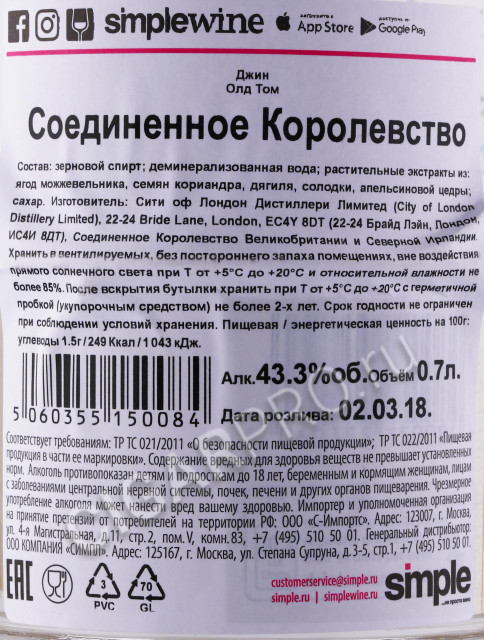 simplewine загрузите в App Store доступно в Google Play
Джин
Олд Том
Соединенное Королевство
Состав: зерновой спирт; деминерализованная вода; растительные экстракты из:
ягод можжевельника, семян кориандра, дягиля, солодки, апельсиновой цедры;
сахар. Изготовитель: Сити оф Лондон Дистиллери Лимитед (City of London
Distillery Limited), 22-24 Bride Lane, London, EC4Y 8DT (22-24 Брайд Лэйн, Лондон,
ИС4Й 8ДТ), Соединенное Королевство Великобритании и Северной Ирландии.
Хранить в вентилируемых, без постороннего запаха помещениях, вне воздействия
прямого солнечного света при Т от +5°С до +20°С и относительной влажности не
более 85%. После вскрытия бутылки хранить при Т от +5°С до +20°С с герметичной
пробкой (укупорочным средством) не более 2-х лет. Срок годности не ограничен
при соблюдении условий хранения. Пищевая / энергетическая ценность на 100г:
углеводы 1.5г / 249 Ккал / 1 043 кДж.
Алк. 43.3%об. Объём 0.7л.
5 060355 150084
Дата розлива: 02.03.18.
Соответствие требованиям: ТР ТС 021/2011 «О безопасности пищевой продукции», ТР ТС 022/2011 "Пищевая
продукция в части ее маркировки». Содержание вредных для здоровья веществ не превышает установленных
норм. Алкоголь противопоказан детям и подросткам до 18 лет, беременным и кормящим женщинам, лицам
с заболеваниями центральной нервной системы, почек, печени и других органов пищеварения. Чрезмерное
употребление алкоголя может нанести вред вашему здоровью. Импортер и уполномоченная организация
на принятие претензий от потребителей на территории РФ: ООО «С-Импортс». Адрес: 123007, г. Москва,
ул. 4-я Магистральная, д.11, стр.2, пом.V, комн.83, +7 (495) 510 50 01. Генеральный дистрибьютор:
ООО КОМПАНИЯ «СИМПЛ». Адрес: 125167, г. Москва, ул. Степана Супруна, д.3-5, стр.1, +7 (495) 510 50 01.
EAC
3
PVC
70
GL
customerservice@simple.ru
simple.ru | simplewine.ru
simple
...не просто вино
CIGARPRO.ru